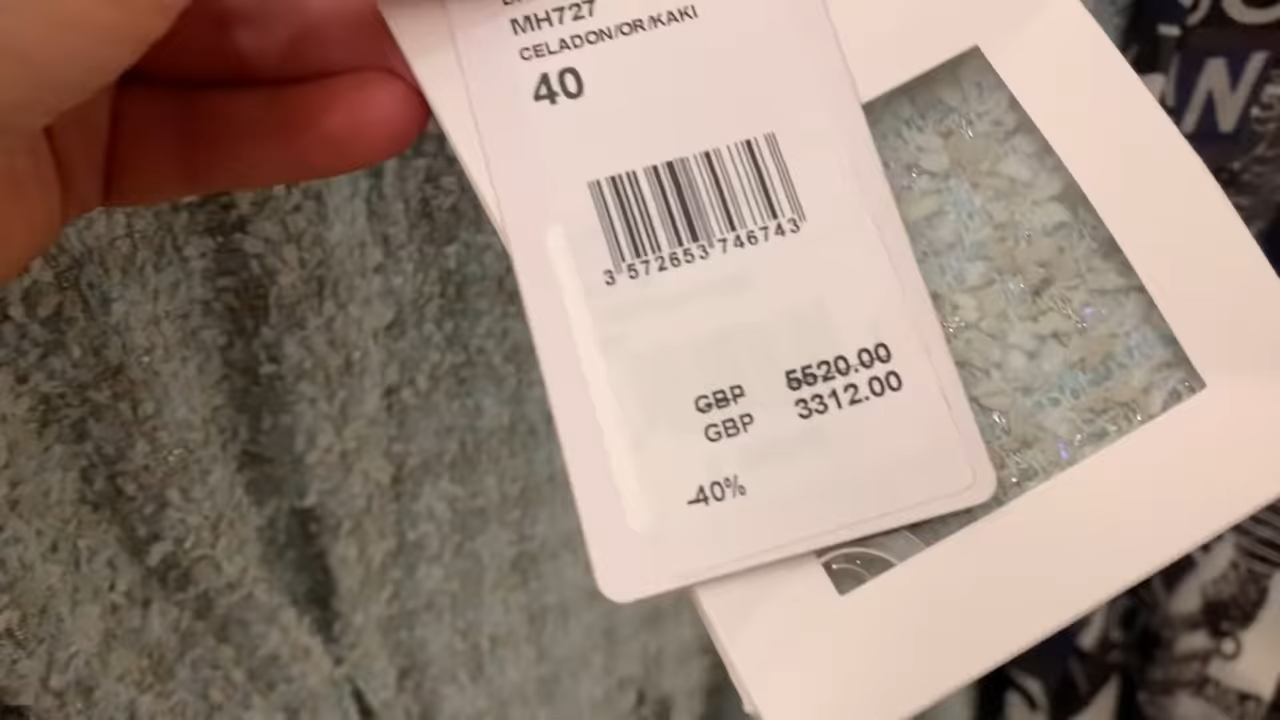 MH727
CELADON/OR/KAKI
40
3 572653 746743
GBP 5520.00
GBP 3312.00
-40%